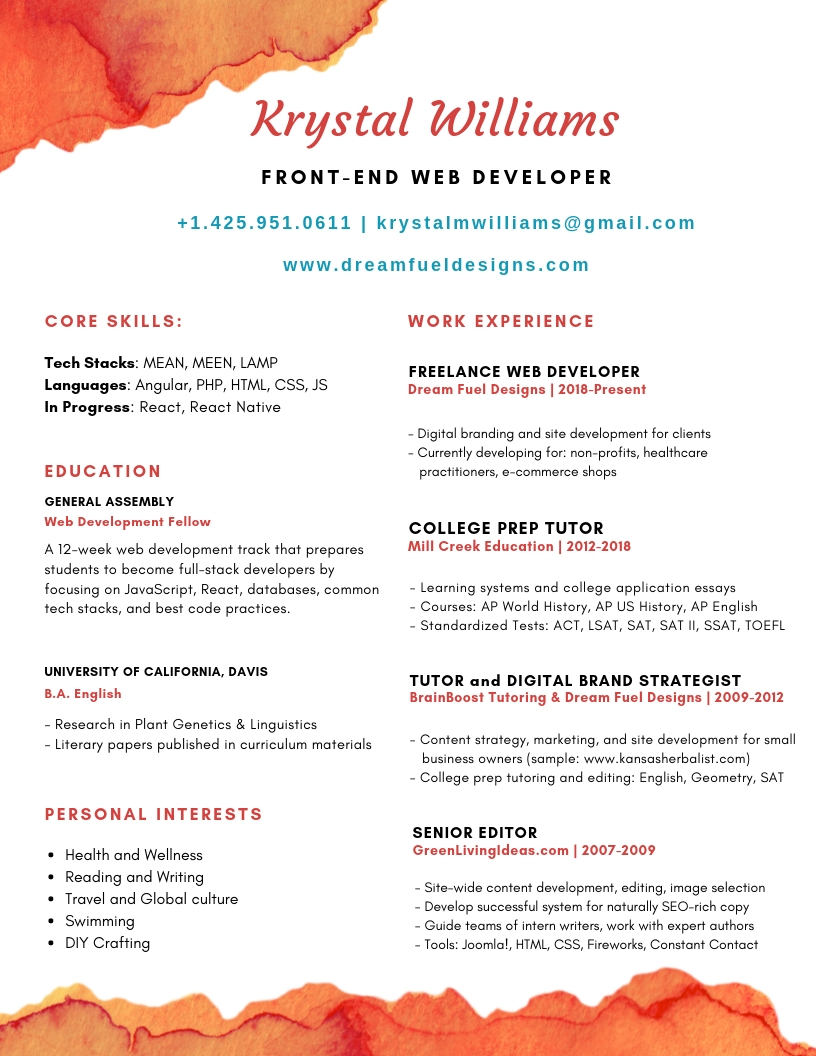 Krystal Williams
FRONT-END WEB DEVELOPER
+1.425.951.0611 | krystalmwilliams@gmail.com
www.dreamfueldesigns.com
CORE SKILLS:
Tech Stacks: MEAN, MEEN, LAMP
Languages: Angular, PHP, HTML, CSS, JS
In Progress: React, React Native
EDUCATION
GENERAL ASSEMBLY
Web Development Fellow
A 12-week web development track that prepares
students to become full-stack developers by
focusing on JavaScript, React, databases, common
tech stacks, and best code practices.
UNIVERSITY OF CALIFORNIA, DAVIS
B.A. English
- Research in Plant Genetics & Linguistics
- Literary papers published in curriculum materials
PERSONAL INTERESTS
• Health and Wellness
• Reading and Writing
• Travel and Global culture
• Swimming
• DIY Crafting
WORK EXPERIENCE
FREELANCE WEB DEVELOPER
Dream Fuel Designs | 2018-Present
- Digital branding and site development for clients
- Currently developing for: non-profits, healthcare
practitioners, e-commerce shops
COLLEGE PREP TUTOR
Mill Creek Education | 2012-2018
- Learning systems and college application essays
- Courses: AP World History, AP US History, AP English
- Standardized Tests: ACT, LSAT, SAT, SAT II, SSAT, TOEFL
TUTOR and DIGITAL BRAND STRATEGIST
BrainBoost Tutoring & Dream Fuel Designs | 2009-2012
- Content strategy, marketing, and site development for small
business owners (sample: www.kansasherbalist.com)
- College prep tutoring and editing: English, Geometry, SAT
SENIOR EDITOR
GreenLivingIdeas.com | 2007-2009
- Site-wide content development, editing, image selection
- Develop successful system for naturally SEO-rich copy
- Guide teams of intern writers, work with expert authors
- Tools: Joomla!, HTML, CSS, Fireworks, Constant Contact